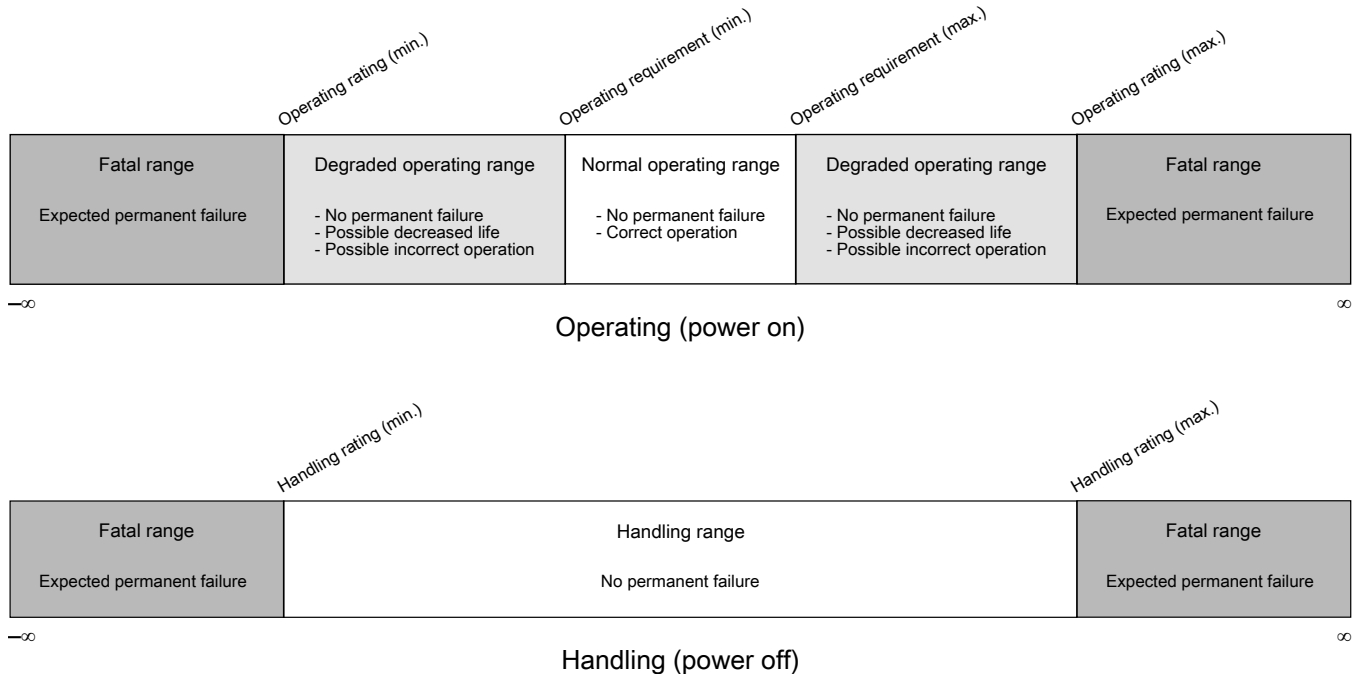 Operating rating (min.)
Operating requirement (min.)
Operating requirement (max.)
Operating rating (max.)
Fatal range
Expected permanent failure
Degraded operating range
- No permanent failure
- Possible decreased life
- Possible incorrect operation
Normal operating range
- No permanent failure
- Correct operation
Degraded operating range
- No permanent failure
- Possible decreased life
- Possible incorrect operation
Fatal range
Expected permanent failure
–∞
∞
Operating (power on)
Handling rating (min.)
Handling rating (max.)
Fatal range
Expected permanent failure
Handling range
No permanent failure
Fatal range
Expected permanent failure
–∞
∞
Handling (power off)